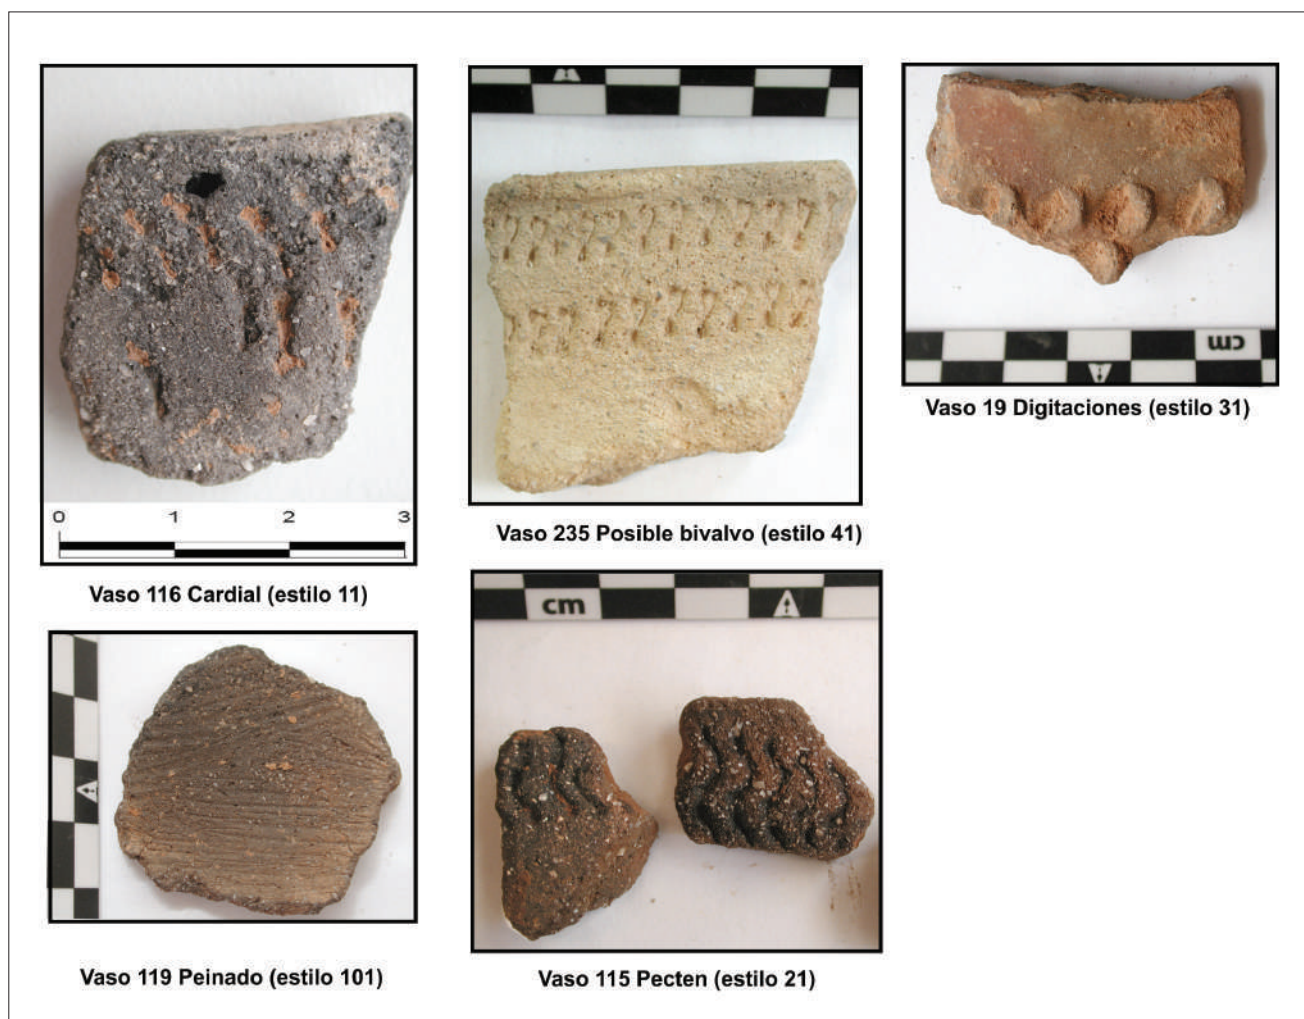 0 1 2 3
Vaso 116 Cardial (estilo 11)
Vaso 235 Posible bivalvo (estilo 41)
cm
Vaso 19 Digitaciones (estilo 31)
Vaso 119 Peinado (estilo 101)
cm
Vaso 115 Pecten (estilo 21)